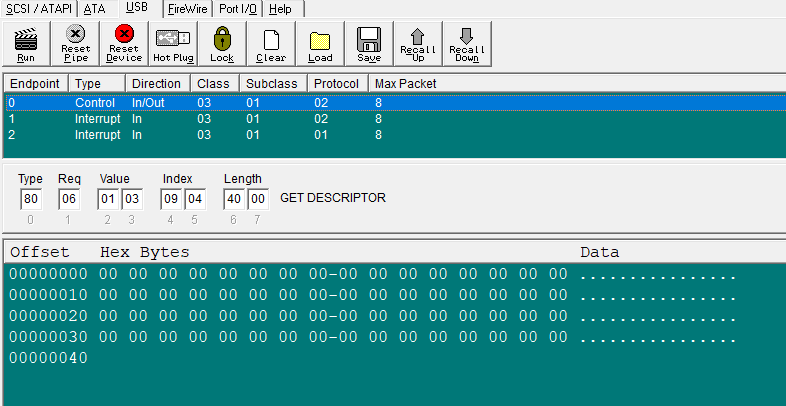 SCSI / ATAPI ATA USB FireWire Port I/O Help
Run Reset Pipe Reset Device Hot Plug Lock Clear Load Save Recall Up Recall Down
Endpoint Type Direction Class Subclass Protocol Max Packet
0 Control In/Out 03 01 02 8
1 Interrupt In 03 01 02 8
2 Interrupt In 03 01 01 8
Type Req Value Index Length
80 06 01 03 09 04 40 00 GET DESCRIPTOR
0 1 2 3 4 5 6 7
Offset Hex Bytes Data
00000000 00 00 00 00 00 00 00 00-00 00 00 00 00 00 00 00 ................
00000010 00 00 00 00 00 00 00 00-00 00 00 00 00 00 00 00 ................
00000020 00 00 00 00 00 00 00 00-00 00 00 00 00 00 00 00 ................
00000030 00 00 00 00 00 00 00 00-00 00 00 00 00 00 00 00 ................
00000040